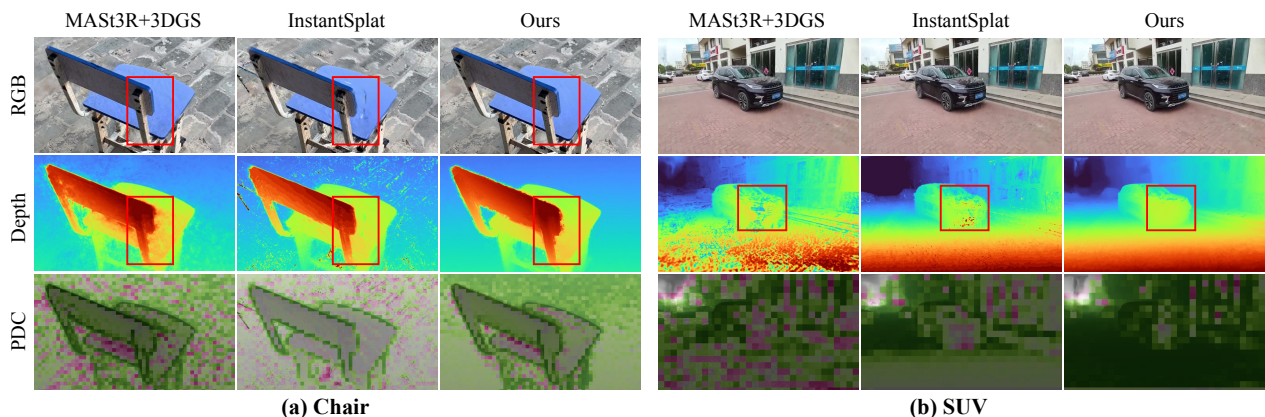 MASt3R+3DGS InstantSplat Ours MASt3R+3DGS InstantSplat Ours
RGB
Depth
PDC
(a) Chair (b) SUV